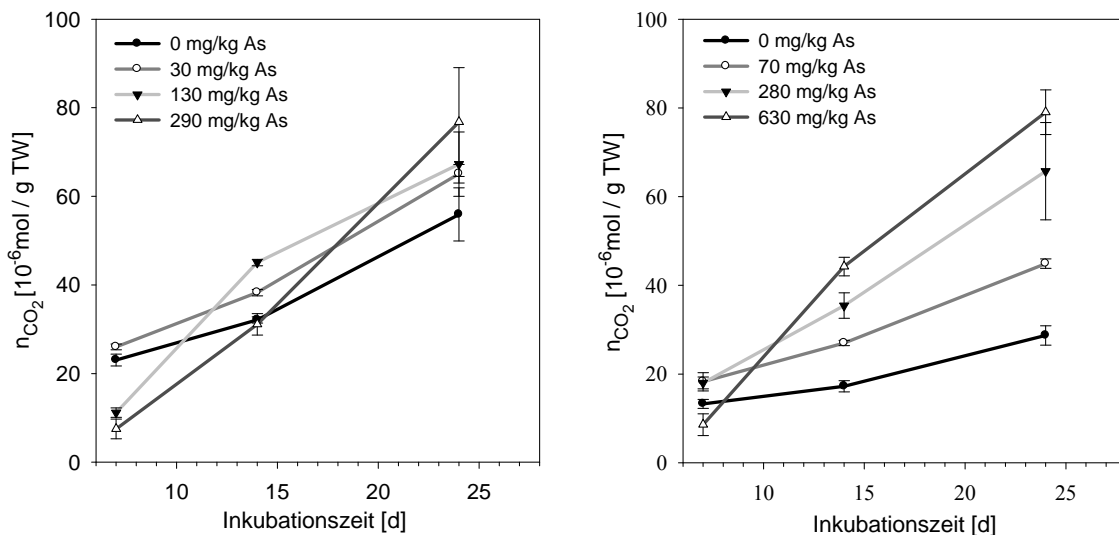 100
80
60
40
20
0
n_CO2 [10^-6mol / g TW]
0 mg/kg As
30 mg/kg As
130 mg/kg As
290 mg/kg As
10 15 20 25
Inkubationszeit [d]
100
80
60
40
20
0
n_CO2 [10^-6mol / g TW]
0 mg/kg As
70 mg/kg As
280 mg/kg As
630 mg/kg As
10 15 20 25
Inkubationszeit [d]